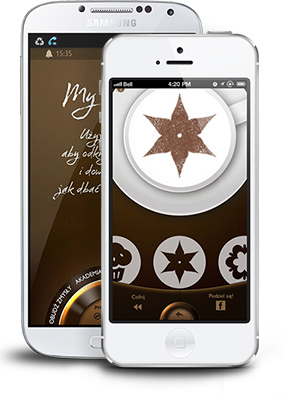 SAMSUNG
15:35
My
aby odk
i dow
jak dbać
OBUDŹ ZMYSŁY
AKADEMIA
Bell
4:20 PM
Cofnij
Podziel się!
f